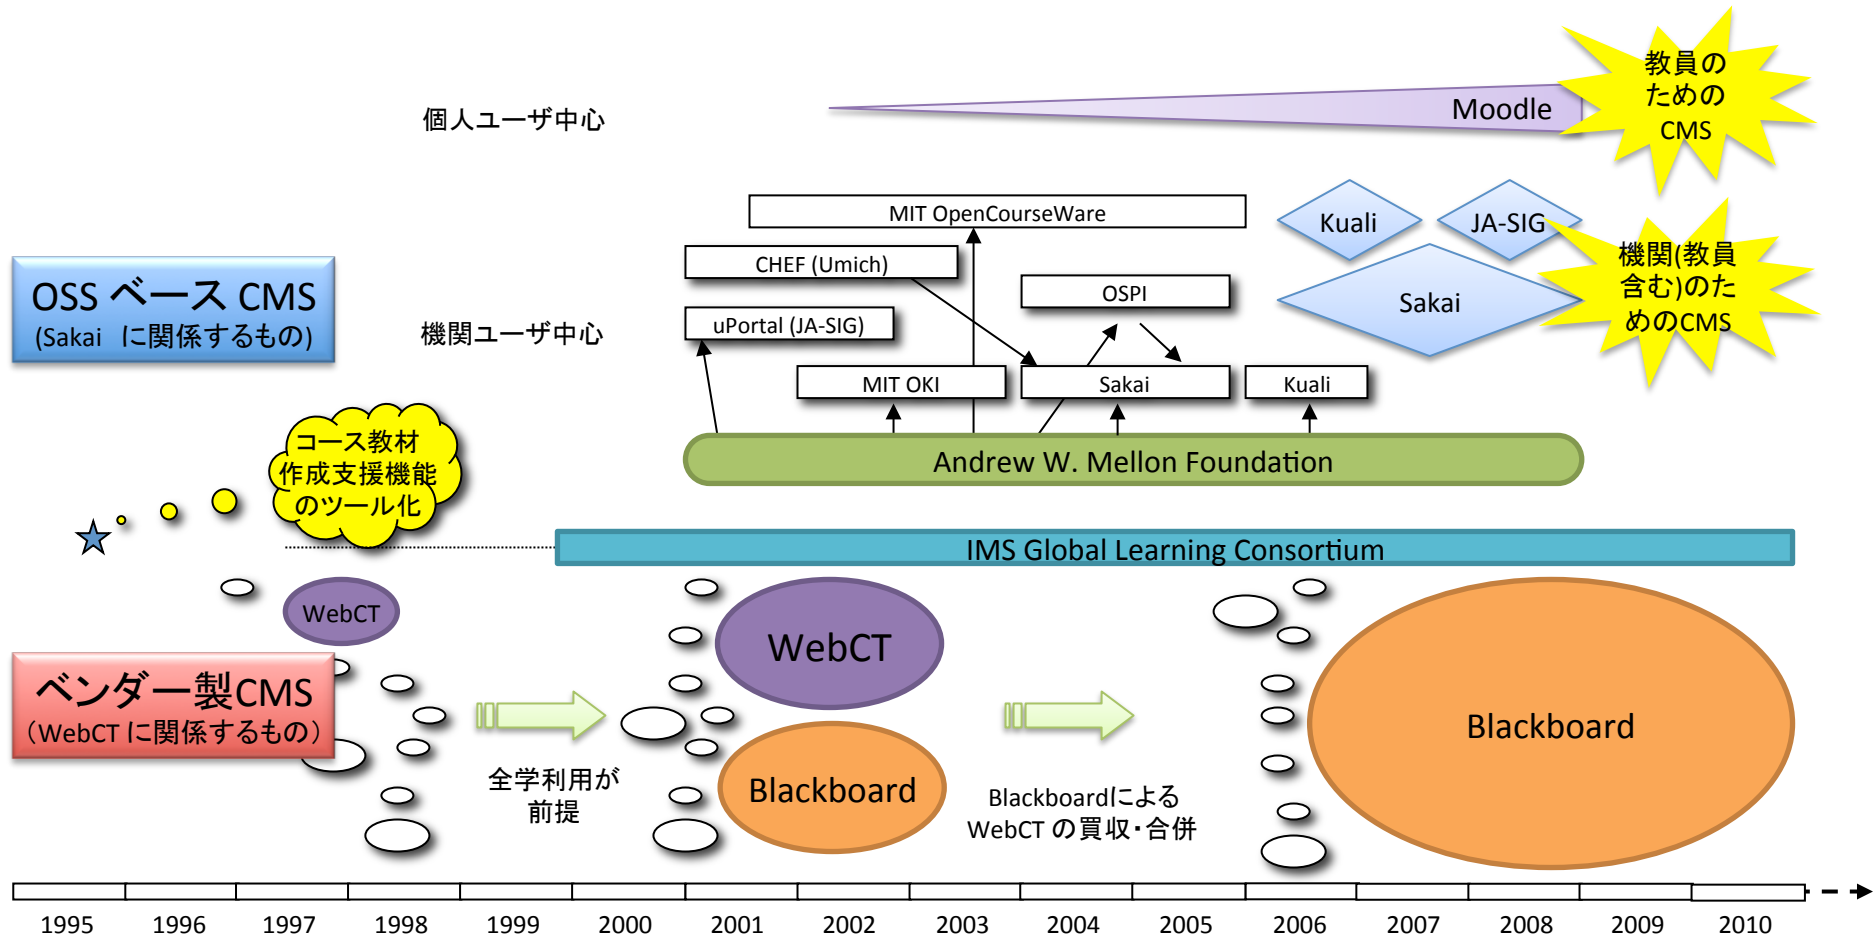 教員の
ための
CMS
個人ユーザ中心
Moodle
MIT OpenCourseWare
Kuali
JA-SIG
CHEF (Umich)
機関(教員
含む)のた
めのCMS
OSS ベース CMS
(Sakai に関係するもの)
OSPI
Sakai
uPortal (JA-SIG)
機関ユーザ中心
MIT OKI
Sakai
Kuali
コース教材
作成支援機能
のツール化
Andrew W. Mellon Foundation
IMS Global Learning Consortium
WebCT
WebCT
ベンダー製CMS
(WebCT に関係するもの)
Blackboard
Blackboard
全学利用が
前提
Blackboardによる
WebCT の買収・合併
1995 1996 1997 1998 1999 2000 2001 2002 2003 2004 2005 2006 2007 2008 2009 2010